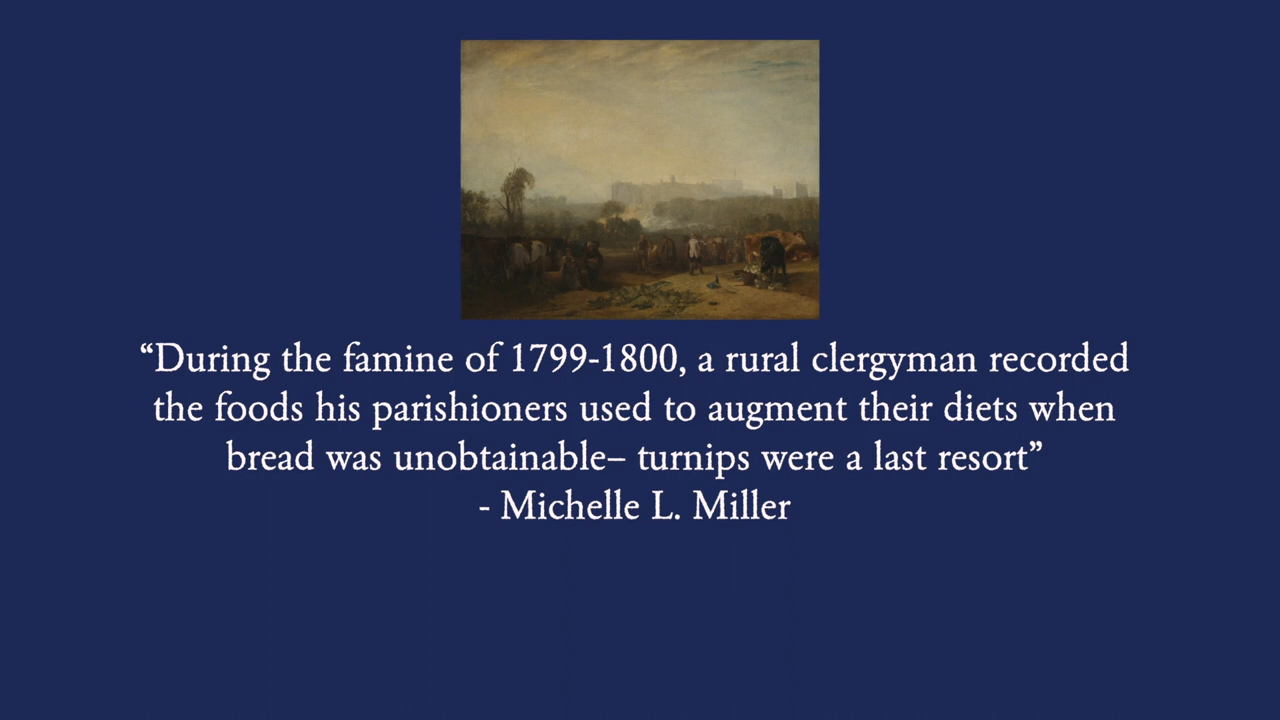 “During the famine of 1799-1800, a rural clergyman recorded
the foods his parishioners used to augment their diets when
bread was unobtainable– turnips were a last resort”
- Michelle L. Miller